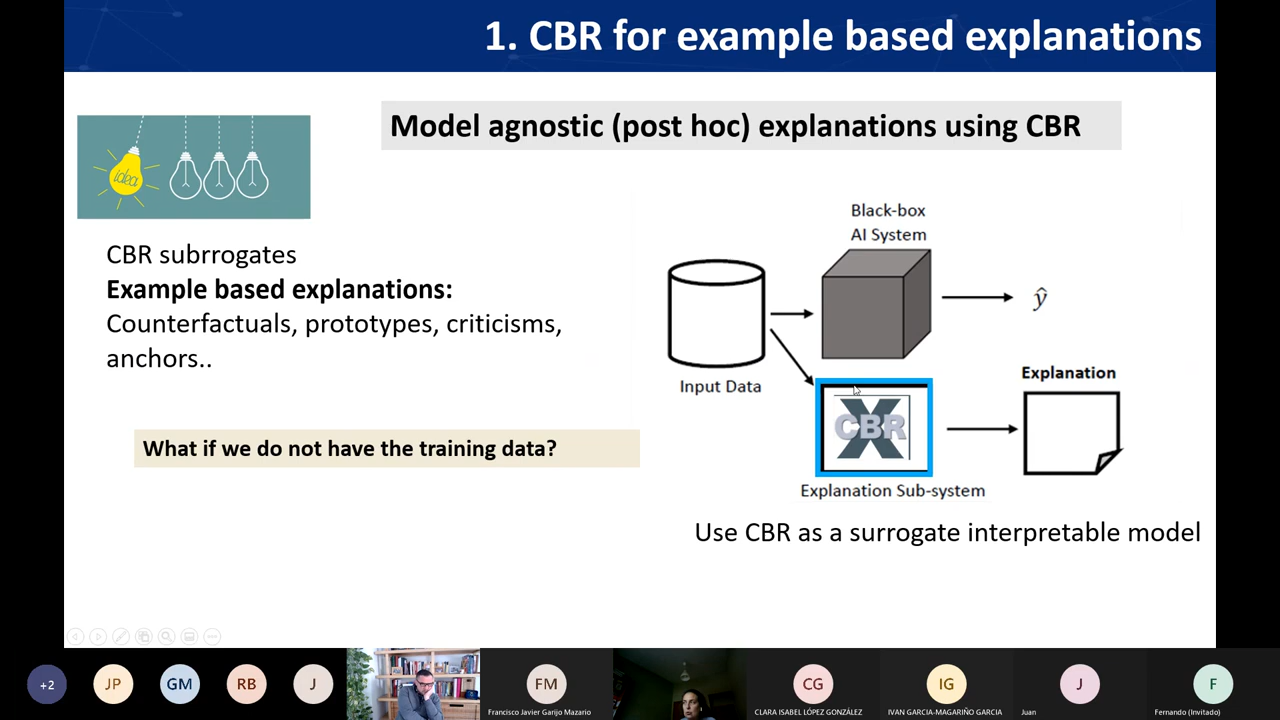 1. CBR for example based explanations
Model agnostic (post hoc) explanations using CBR
idea
CBR subrrogates
Example based explanations:
Counterfactuals, prototypes, criticisms,
anchors..
What if we do not have the training data?
Black-box
AI System
ŷ
Input Data
Explanation
X
CBR
Explanation Sub-system
Use CBR as a surrogate interpretable model
+2
JP
GM
RB
J
FM
Francisco Javier Garijo Mazario
CG
CLARA ISABEL LÓPEZ GONZÁLEZ
IG
IVAN GARCIA-MAGARIÑO GARCIA
J
Juan
F
Fernando (Invitado)